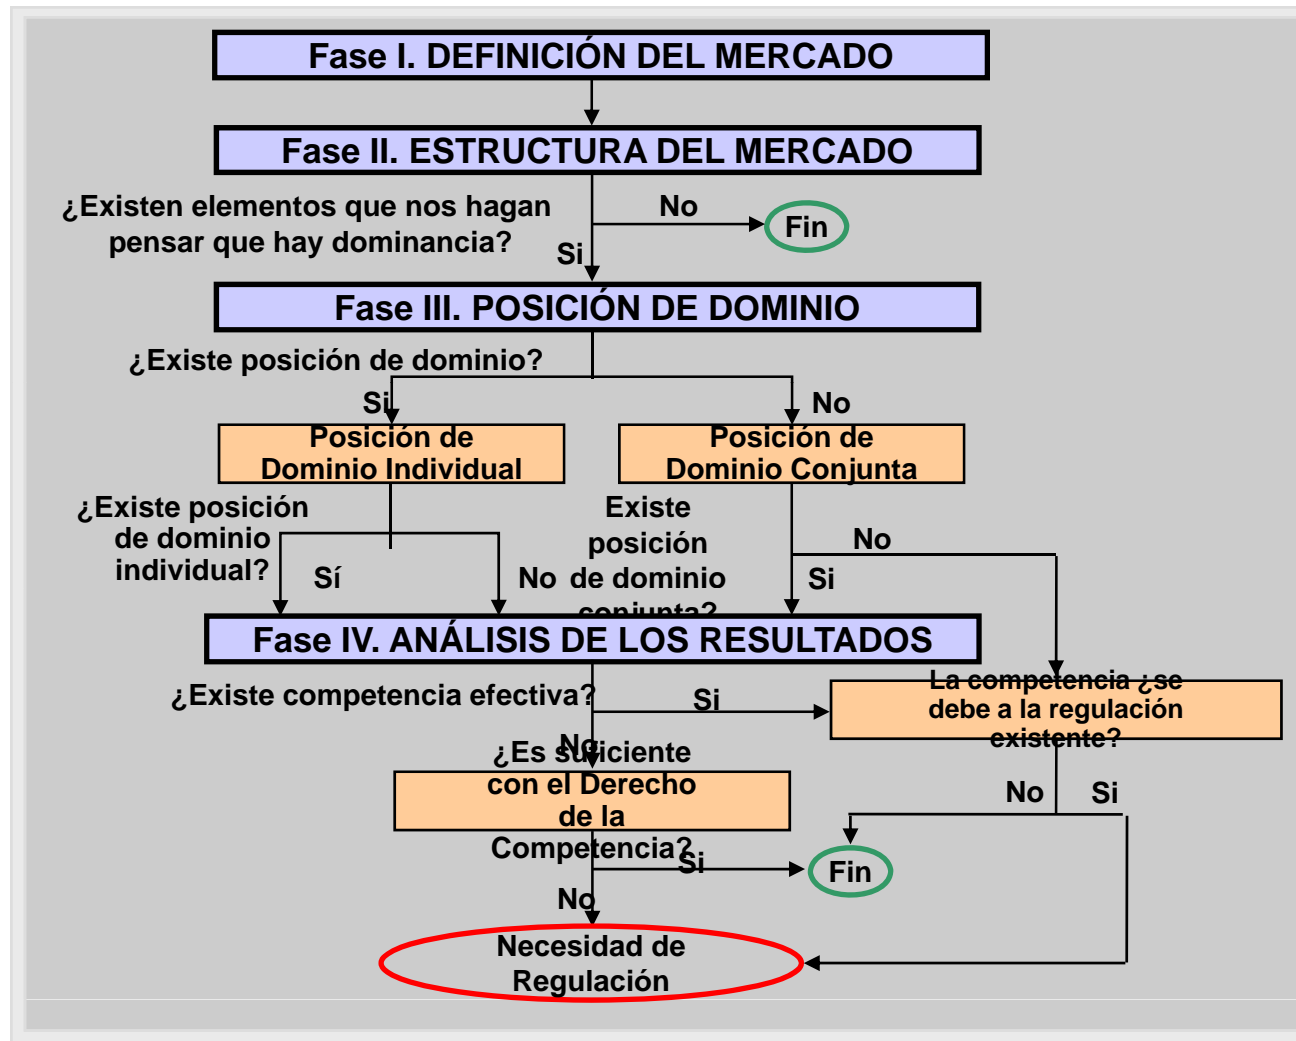 Fase I. DEFINICIÓN DEL MERCADO
Fase II. ESTRUCTURA DEL MERCADO
¿Existen elementos que nos hagan
pensar que hay dominancia?
No
Fin
Si
Fase III. POSICIÓN DE DOMINIO
¿Existe posición de dominio?
Si
No
Posición de
Dominio Individual
Posición de
Dominio Conjunta
¿Existe posición
de dominio
individual?
Sí
No
Existe
posición
de dominio
conjunta?
Si
No
Fase IV. ANÁLISIS DE LOS RESULTADOS
¿Existe competencia efectiva?
Si
No
La competencia ¿se
debe a la regulación
existente?
¿Es suficiente
con el Derecho
de la
Competencia?
No
Si
Si
Fin
No
Necesidad de
Regulación